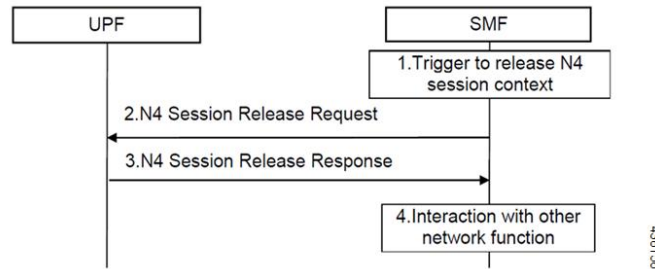 UPF
SMF
1.Trigger to release N4
session context
2.N4 Session Release Request
3.N4 Session Release Response
4.Interaction with other
network function